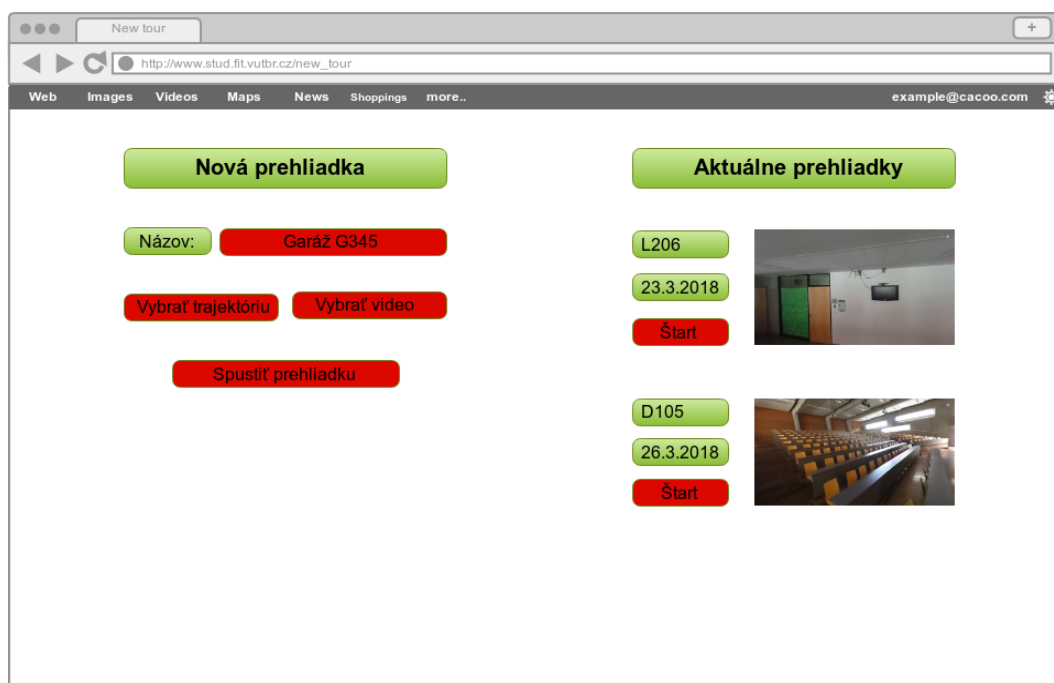 New tour
+
http://www.stud.fit.vutbr.cz/new_tour
Web Images Videos Maps News Shoppings more.. example@cacoo.com
Nová prehliadka
Názov: Garáž G345
Vybrať trajektóriu Vybrať video
Spustiť prehliadku
Aktuálne prehliadky
L206
23.3.2018
Štart
D105
26.3.2018
Štart